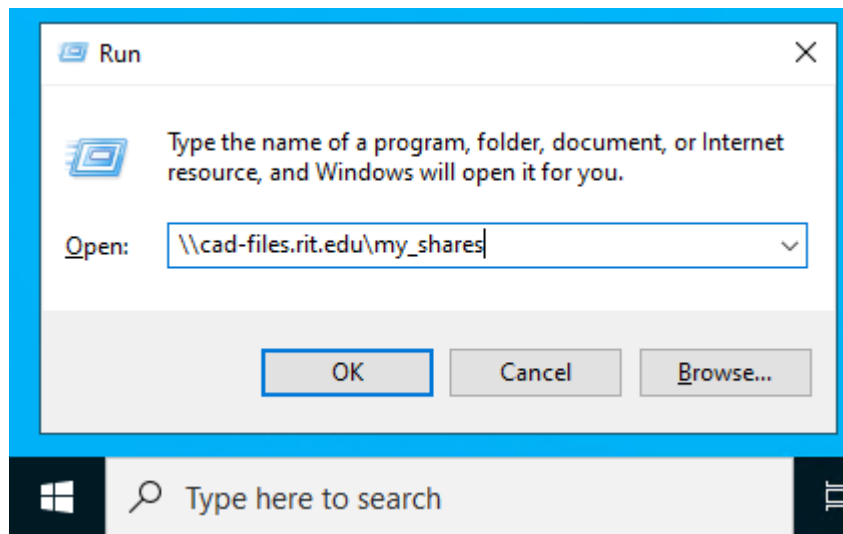 Run
Type the name of a program, folder, document, or Internet
resource, and Windows will open it for you.
Open: \\cad-files.rit.edu\my_shares
OK Cancel Browse...
Type here to search